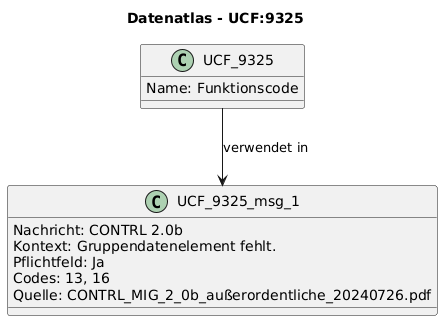 Datenatlas - UCF:9325
C UCF_9325
Name: Funktionscode
verwendet in
C UCF_9325_msg_1
Nachricht: CONTRL 2.0b
Kontext: Gruppendatenelement fehlt.
Pflichtfeld: Ja
Codes: 13, 16
Quelle: CONTRL_MIG_2_0b_außerordentliche_20240726.pdf